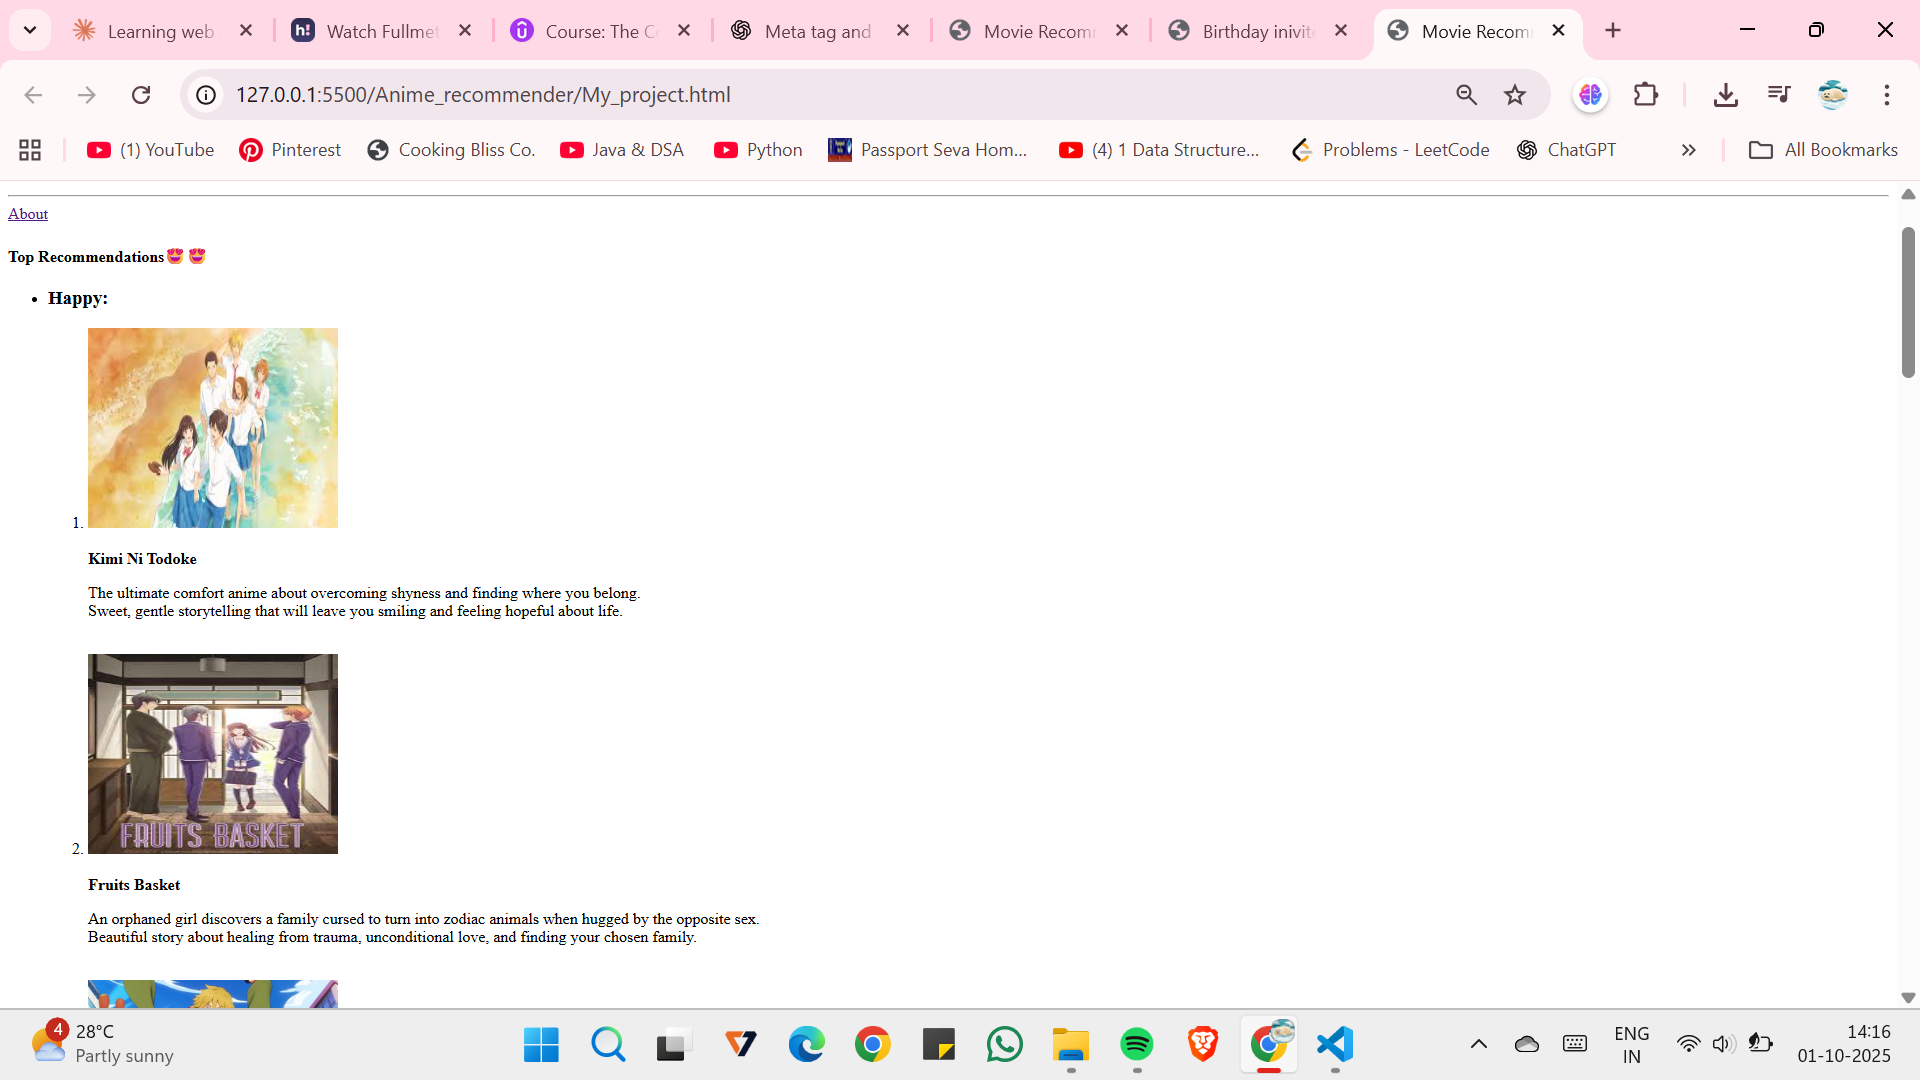 Learning web
Watch Fullmet
Course: The C
Meta tag and
Movie Recom
Birthday inivit
Movie Recom
127.0.0.1:5500/Anime_recommender/My_project.html
(1) YouTube
Pinterest
Cooking Bliss Co.
Java & DSA
Python
Passport Seva Hom...
(4) 1 Data Structure...
Problems - LeetCode
ChatGPT
All Bookmarks
About
Top Recommendations😍 😍
• Happy:
1.
Kimi Ni Todoke
The ultimate comfort anime about overcoming shyness and finding where you belong.
Sweet, gentle storytelling that will leave you smiling and feeling hopeful about life.
FRUITS BASKET
2.
Fruits Basket
An orphaned girl discovers a family cursed to turn into zodiac animals when hugged by the opposite sex.
Beautiful story about healing from trauma, unconditional love, and finding your chosen family.
4
28°C
Partly sunny
ENG
IN
14:16
01-10-2025